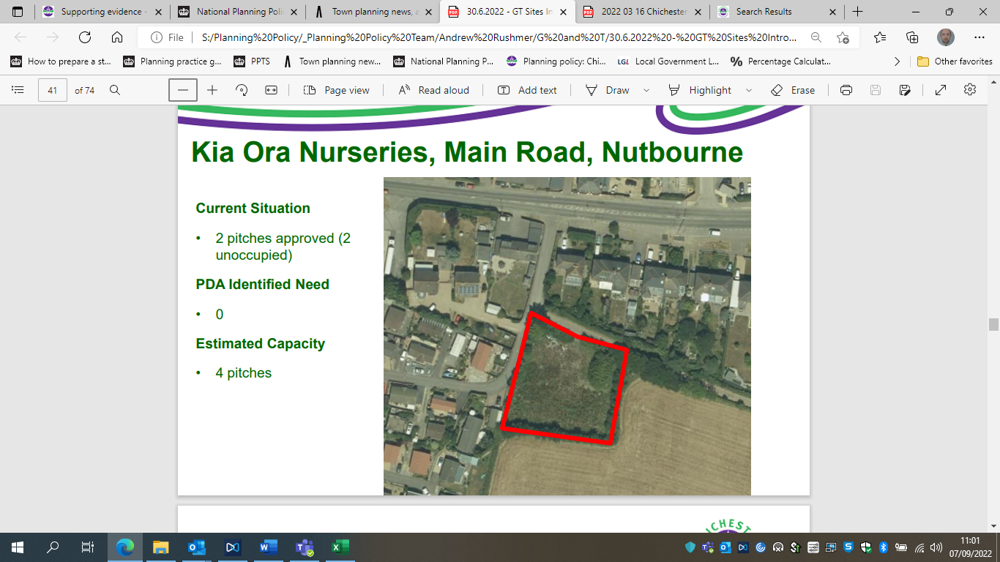 Supporting evidence -
National Planning Poli
Town planning news, a
30.6.2022 - GT Sites In
2022 03 16 Chichester
Search Results
File
S:/Planning%20Policy/_Planning%20Policy%20Team/Andrew%20Rushmer/G%20and%20T/30.6.2022%20-%20GT%20Sites%20Intro...
How to prepare a st...
Planning practice g...
PPTS
Town planning new...
National Planning P...
Planning policy: Chi...
LGL
Local Government L...
%
Percentage Calculat...
Other favorites
41
of 74
Page view
Read aloud
Add text
Draw
Highlight
Erase
Kia Ora Nurseries, Main Road, Nutbourne
Current Situation
• 2 pitches approved (2
unoccupied)
PDA Identified Need
• 0
Estimated Capacity
• 4 pitches
ICHEST
11:01
07/09/2022